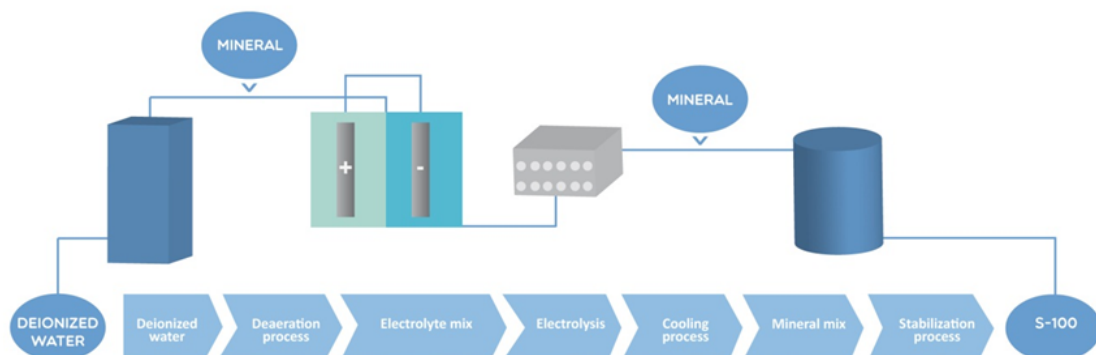 MINERAL
MINERAL
+
-
DEIONIZED
WATER
Deionized
water
Deaeration
process
Electrolyte mix
Electrolysis
Cooling
process
Mineral mix
Stabilization
process
S-100